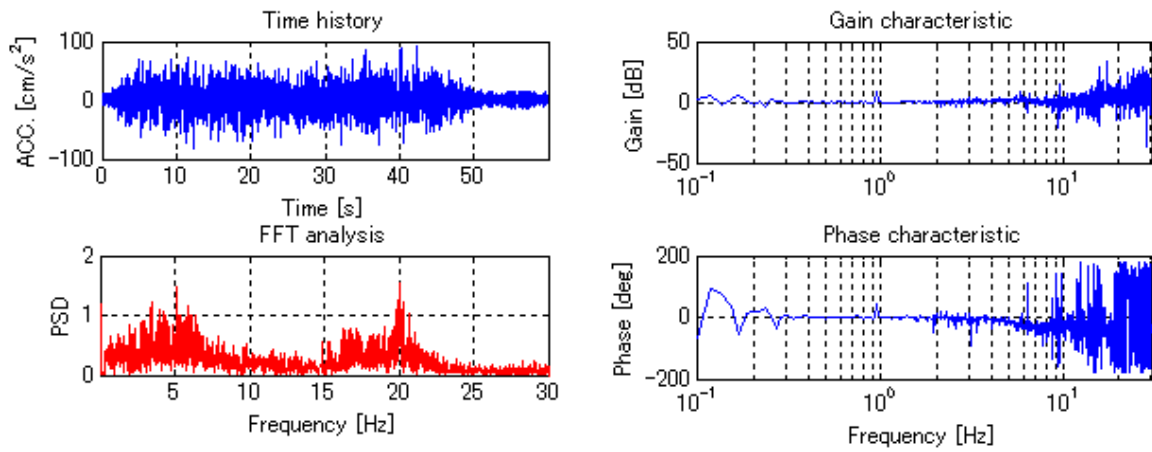 Time history
ACC. [cm/s²]
100
0
-100
0 10 20 30 40 50
Time [s]
FFT analysis
PSD
2
1
0
5 10 15 20 25 30
Frequency [Hz]
Gain characteristic
Gain [dB]
50
0
-50
10⁻¹ 10⁰ 10¹
Phase characteristic
Phase [deg]
200
0
-200
10⁻¹ 10⁰ 10¹
Frequency [Hz]